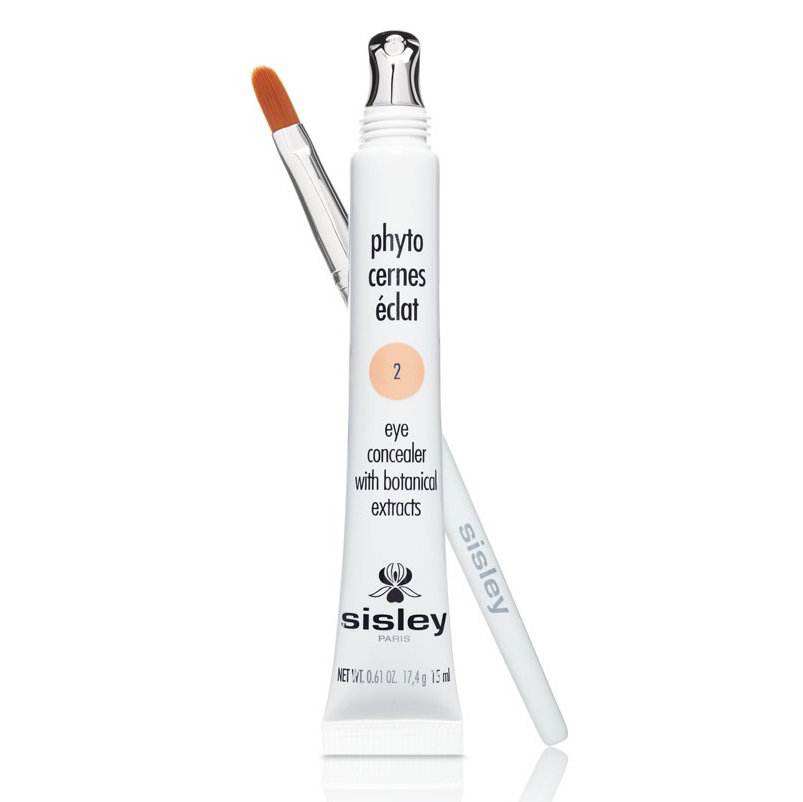 phyto
cernes
éclat
2
eye
concealer
with botanical
extracts
sisley
PARIS
NET WT. 0.61 OZ. 17,4 g 15 ml
sisley